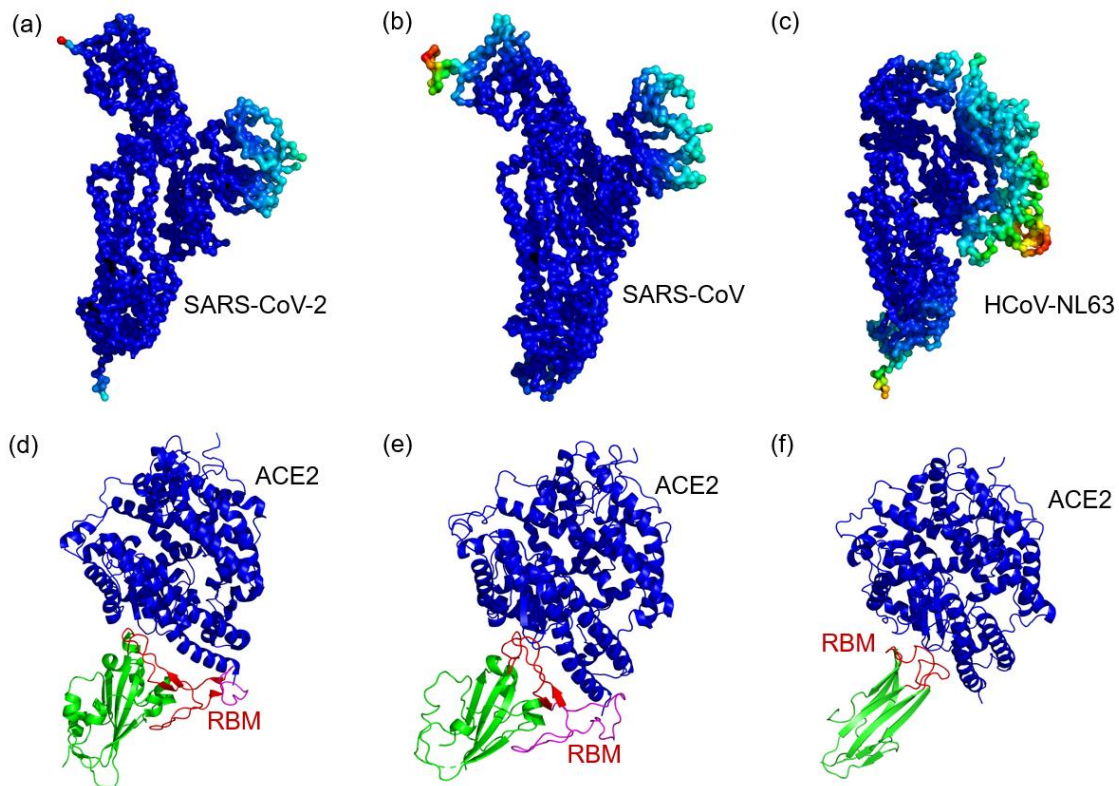 (a)
(b)
(c)
SARS-CoV-2
SARS-CoV
HCoV-NL63
(d)
(e)
(f)
ACE2
ACE2
ACE2
RBM
RBM
RBM